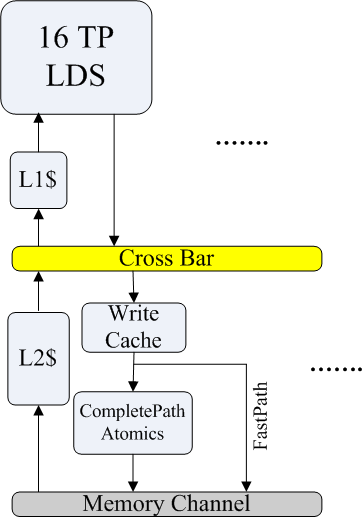 16 TP
LDS
.......
L1$
Cross Bar
Write
Cache
L2$
.......
CompletePath
Atomics
FastPath
Memory Channel